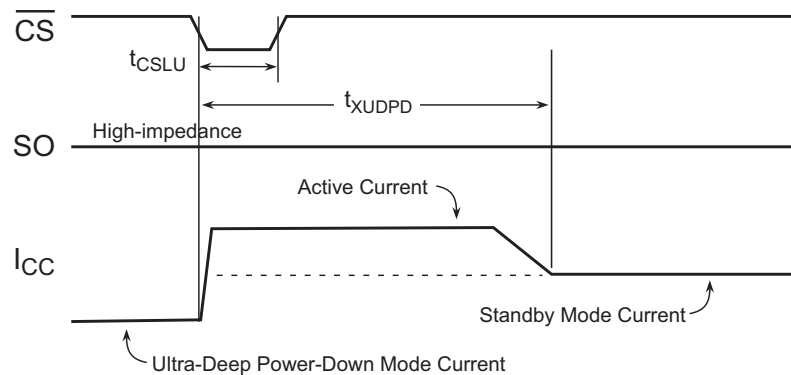 CS
tCSLU
tXUDPD
High-impedance
SO
Active Current
ICC
Standby Mode Current
Ultra-Deep Power-Down Mode Current